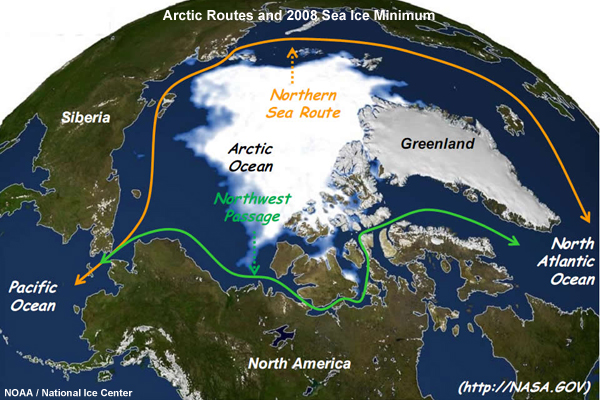 Arctic Routes and 2008 Sea Ice Minimum
Northern
Sea Route
Siberia
Greenland
Arctic
Ocean
Northwest
Passage
North
Atlantic
Ocean
Pacific
Ocean
North America
NOAA / National Ice Center
(http://NASA.GOV)